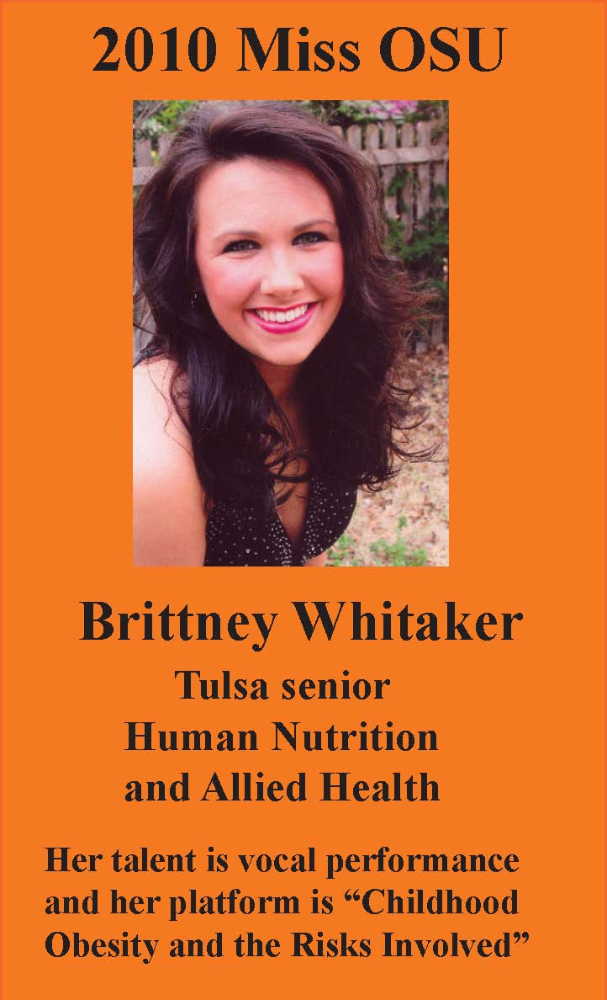 2010 Miss OSU
Brittney Whitaker
Tulsa senior
Human Nutrition
and Allied Health
Her talent is vocal performance
and her platform is “Childhood
Obesity and the Risks Involved”